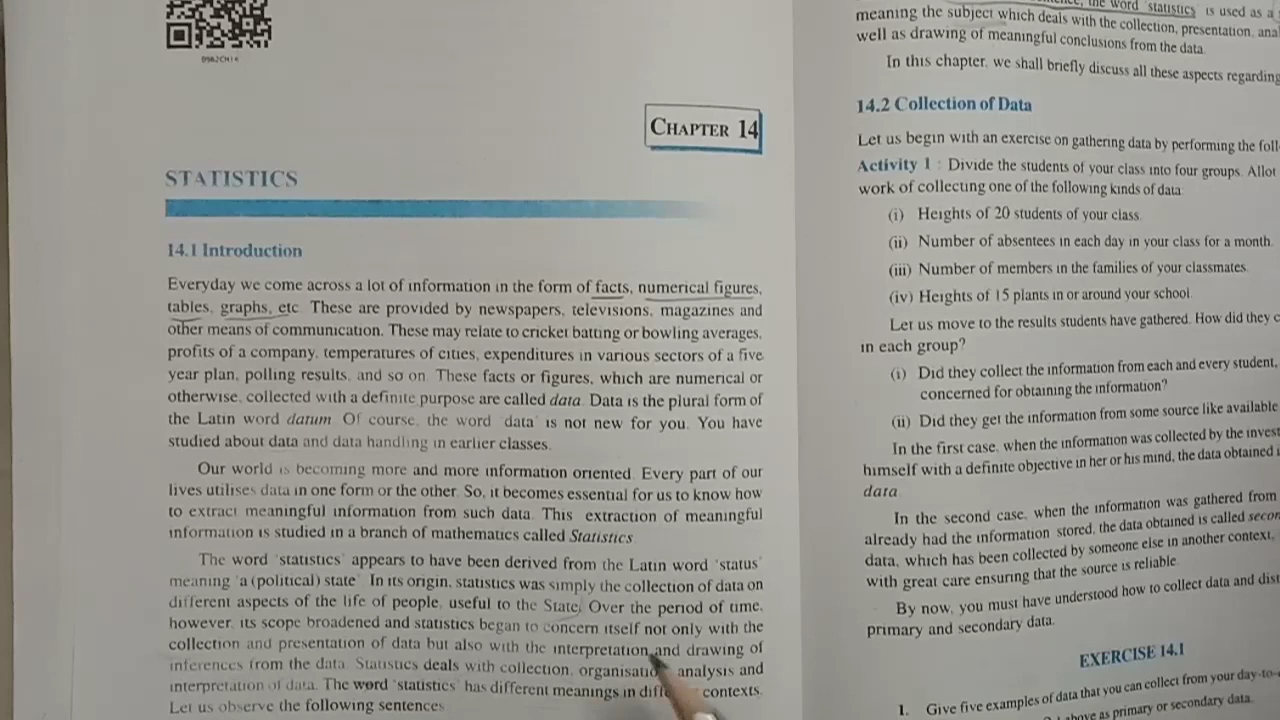 CHAPTER 14
STATISTICS
14.1 Introduction
Everyday we come across a lot of information in the form of facts, numerical figures,
tables, graphs, etc. These are provided by newspapers, televisions, magazines and
other means of communication. These may relate to cricket batting or bowling averages,
profits of a company, temperatures of cities, expenditures in various sectors of a five
year plan, polling results, and so on. These facts or figures, which are numerical or
otherwise, collected with a definite purpose are called data. Data is the plural form of
the Latin word datum. Of course, the word 'data' is not new for you. You have
studied about data and data handling in earlier classes.
Our world is becoming more and more information oriented. Every part of our
lives utilises data in one form or the other. So, it becomes essential for us to know how
to extract meaningful information from such data. This extraction of meaningful
information is studied in a branch of mathematics called Statistics.
The word 'statistics' appears to have been derived from the Latin word 'status'
meaning 'a (political) state'. In its origin, statistics was simply the collection of data on
different aspects of the life of people, useful to the State. Over the period of time,
however, its scope broadened and statistics began to concern itself not only with the
collection and presentation of data but also with the interpretation and drawing of
inferences from the data. Statistics deals with collection, organisatio analysis and
interpretation of data. The word 'statistics' has different meanings in diffe contexts.
Let us observe the following sentences
the word 'statistics' is used as a
meaning the subject which deals with the collection, presentation, ana
well as drawing of meaningful conclusions from the data.
In this chapter, we shall briefly discuss all these aspects regarding
14.2 Collection of Data
Let us begin with an exercise on gathering data by performing the foll
Activity 1 : Divide the students of your class into four groups. Allot
work of collecting one of the following kinds of data:
(i) Heights of 20 students of your class.
(ii) Number of absentees in each day in your class for a month.
(iii) Number of members in the families of your classmates.
(iv) Heights of 15 plants in or around your school.
Let us move to the results students have gathered. How did they c
in each group?
(i) Did they collect the information from each and every student,
concerned for obtaining the information?
(ii) Did they get the information from some source like available
In the first case, when the information was collected by the invest
himself with a definite objective in her or his mind, the data obtained i
data.
In the second case, when the information was gathered from
already had the information stored, the data obtained is called secon
data, which has been collected by someone else in another context,
with great care ensuring that the source is reliable.
By now, you must have understood how to collect data and dist
primary and secondary data.
EXERCISE 14.1
1. Give five examples of data that you can collect from your day-to-
above as primary or secondary data.